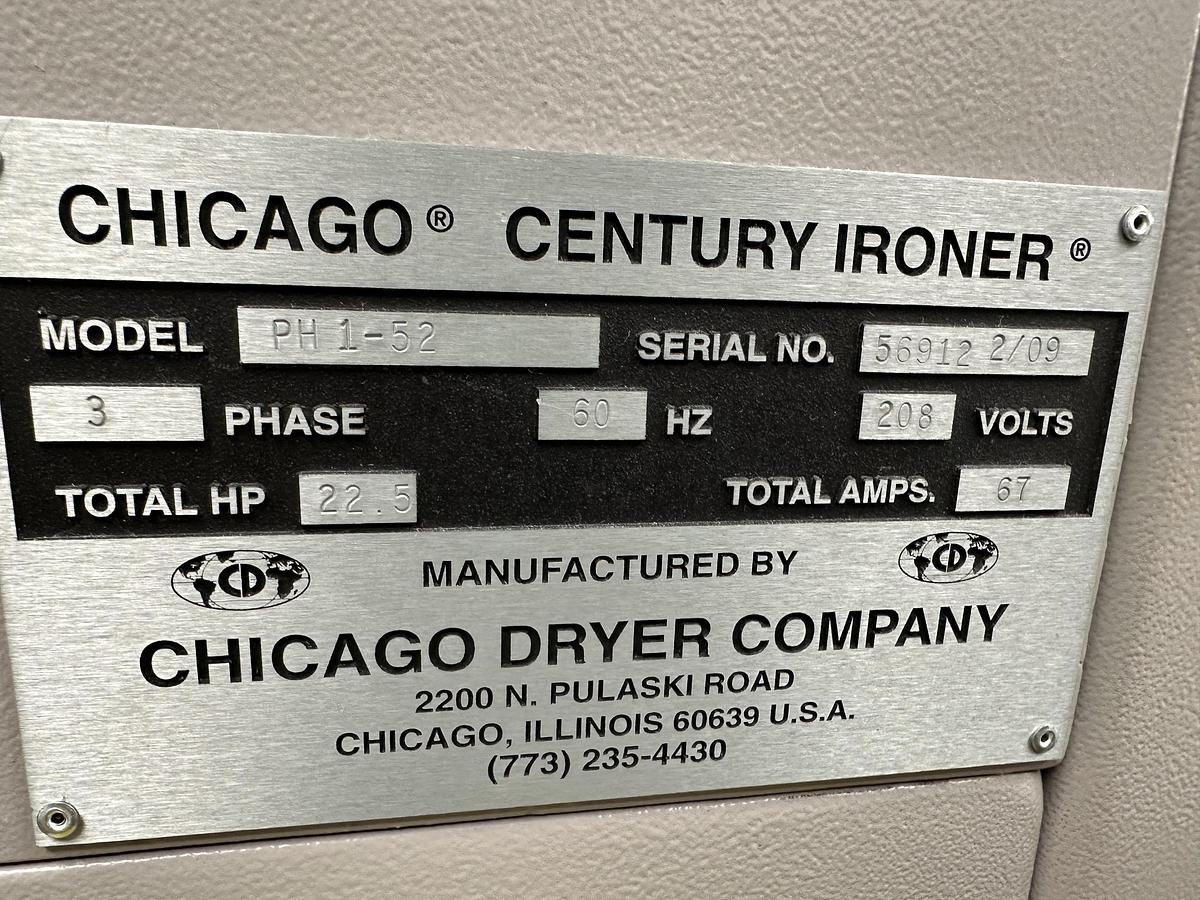 CHICAGO® CENTURY IRONER®
MODEL PH 1-52 SERIAL NO. 56912 2/09
3 PHASE 60 HZ 208 VOLTS
TOTAL HP 22.5 TOTAL AMPS. 67
CD MANUFACTURED BY CD
CHICAGO DRYER COMPANY
2200 N. PULASKI ROAD
CHICAGO, ILLINOIS 60639 U.S.A.
(773) 235-4430